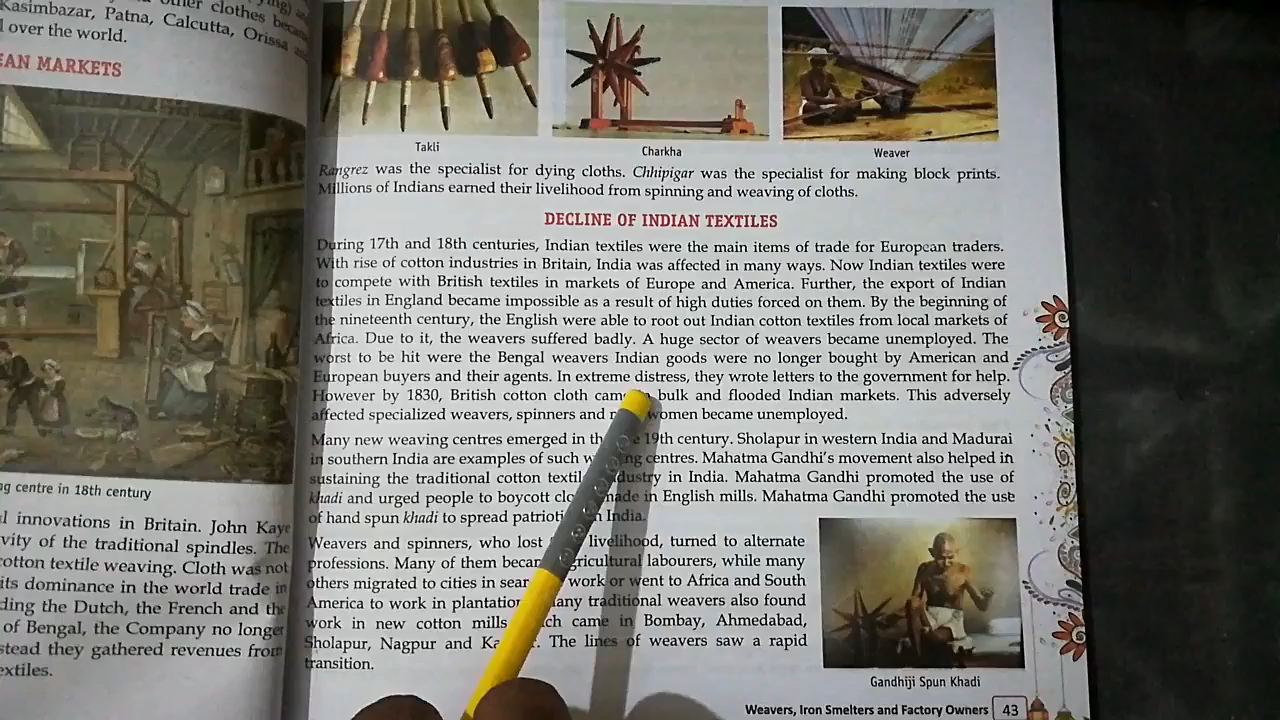 other clothes
Kasimbazar, Patna, Calcutta, Orissa
over the world.
EAN MARKETS
centre in 18th century
innovations in Britain. John Kaye
of the traditional spindles. The
cotton textile weaving. Cloth was not
its dominance in the world trade in
the Dutch, the French and the
of Bengal, the Company no longer
they gathered revenues from
Takli
Charkha
Weaver
Rangrez was the specialist for dying cloths. Chhipigar was the specialist for making block prints.
Millions of Indians earned their livelihood from spinning and weaving of cloths.
DECLINE OF INDIAN TEXTILES
During 17th and 18th centuries, Indian textiles were the main items of trade for European traders.
With rise of cotton industries in Britain, India was affected in many ways. Now Indian textiles were
to compete with British textiles in markets of Europe and America. Further, the export of Indian
textiles in England became impossible as a result of high duties forced on them. By the beginning of
the nineteenth century, the English were able to root out Indian cotton textiles from local markets of
Africa. Due to it, the weavers suffered badly. A huge sector of weavers became unemployed. The
worst to be hit were the Bengal weavers Indian goods were no longer bought by American and
European buyers and their agents. In extreme distress, they wrote letters to the government for help.
However by 1830, British cotton cloth bulk and flooded Indian markets. This adversely
affected specialized weavers, spinners and women became unemployed.
Many new weaving centres emerged in 19th century. Sholapur in western India and Madurai
in southern India are examples of such centres. Mahatma Gandhi's movement also helped in
sustaining the traditional cotton in India. Mahatma Gandhi promoted the use of
khadi and urged people to boycott made in English mills. Mahatma Gandhi promoted the use
of hand spun khadi to spread India.
Weavers and spinners, who lost livelihood, turned to alternate
professions. Many of them agricultural labourers, while many
others migrated to cities in work or went to Africa and South
America to work in traditional weavers also found
work in new cotton mills came in Bombay, Ahmedabad,
Sholapur, Nagpur and The lines of weavers saw a rapid
transition.
Gandhiji Spun Khadi
Weavers, Iron Smelters and Factory Owners 43